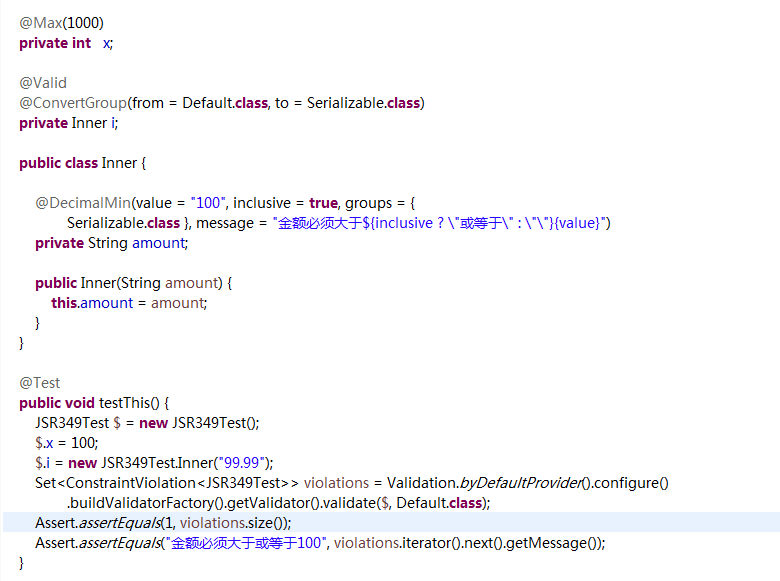 @Max(1000)
private int   x;
@Valid
@ConvertGroup(from = Default.class, to = Serializable.class)
private Inner i;
public class Inner {
@DecimalMin(value = "100", inclusive = true, groups = {
Serializable.class }, message = "金额必须大于${inclusive ? \"或等于\" : \"\"}{value}")
private String amount;
public Inner(String amount) {
this.amount = amount;
}
}
@Test
public void testThis() {
JSR349Test $ = new JSR349Test();
$.x = 100;
$.i = new JSR349Test.Inner("99.99");
Set<ConstraintViolation<JSR349Test>> violations = Validation.byDefaultProvider().configure()
.buildValidatorFactory().getValidator().validate($, Default.class);
Assert.assertEquals(1, violations.size());
Assert.assertEquals("金额必须大于或等于100", violations.iterator().next().getMessage());
}